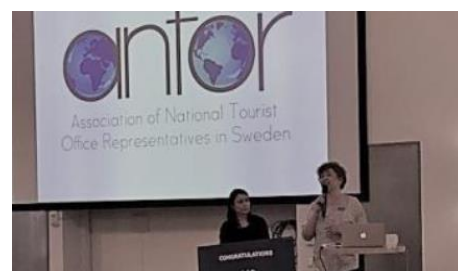 antor
Association of National Tourist
Office Representatives in Sweden
CONGRATULATIONS